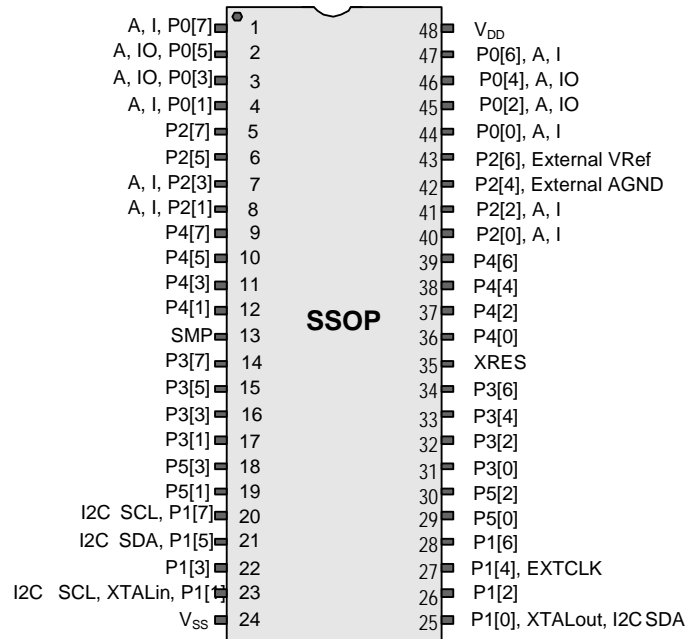 A, I, P0[7] 1 48 VDD
A, IO, P0[5] 2 47 P0[6], A, I
A, IO, P0[3] 3 46 P0[4], A, IO
A, I, P0[1] 4 45 P0[2], A, IO
P2[7] 5 44 P0[0], A, I
P2[5] 6 43 P2[6], External VRef
A, I, P2[3] 7 42 P2[4], External AGND
A, I, P2[1] 8 41 P2[2], A, I
P4[7] 9 40 P2[0], A, I
P4[5] 10 39 P4[6]
P4[3] 11 38 P4[4]
P4[1] 12 37 P4[2]
SSOP
SMP 13 36 P4[0]
P3[7] 14 35 XRES
P3[5] 15 34 P3[6]
P3[3] 16 33 P3[4]
P3[1] 17 32 P3[2]
P5[3] 18 31 P3[0]
P5[1] 19 30 P5[2]
I2C SCL, P1[7] 20 29 P5[0]
I2C SDA, P1[5] 21 28 P1[6]
P1[3] 22 27 P1[4], EXTCLK
I2C SCL, XTALin, P1[1] 23 26 P1[2]
VSS 24 25 P1[0], XTALout, I2C SDA